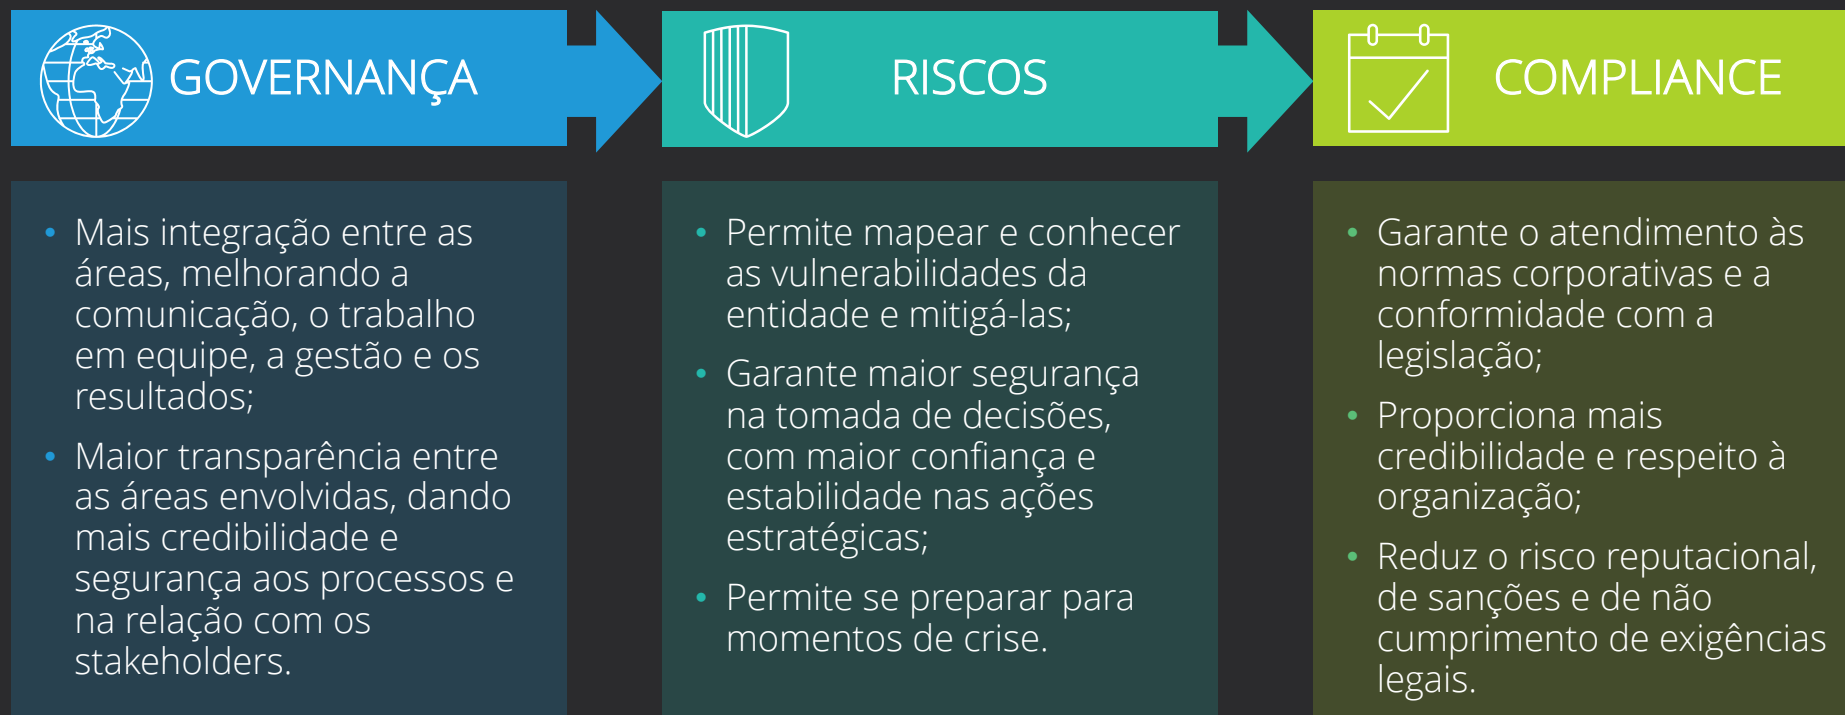 GOVERNANÇA
• Mais integração entre as
áreas, melhorando a
comunicação, o trabalho
em equipe, a gestão e os
resultados;
• Maior transparência entre
as áreas envolvidas, dando
mais credibilidade e
segurança aos processos e
na relação com os
stakeholders.
RISCOS
• Permite mapear e conhecer
as vulnerabilidades da
entidade e mitigá-las;
• Garante maior segurança
na tomada de decisões,
com maior confiança e
estabilidade nas ações
estratégicas;
• Permite se preparar para
momentos de crise.
COMPLIANCE
• Garante o atendimento às
normas corporativas e a
conformidade com a
legislação;
• Proporciona mais
credibilidade e respeito à
organização;
• Reduz o risco reputacional,
de sanções e de não
cumprimento de exigências
legais.